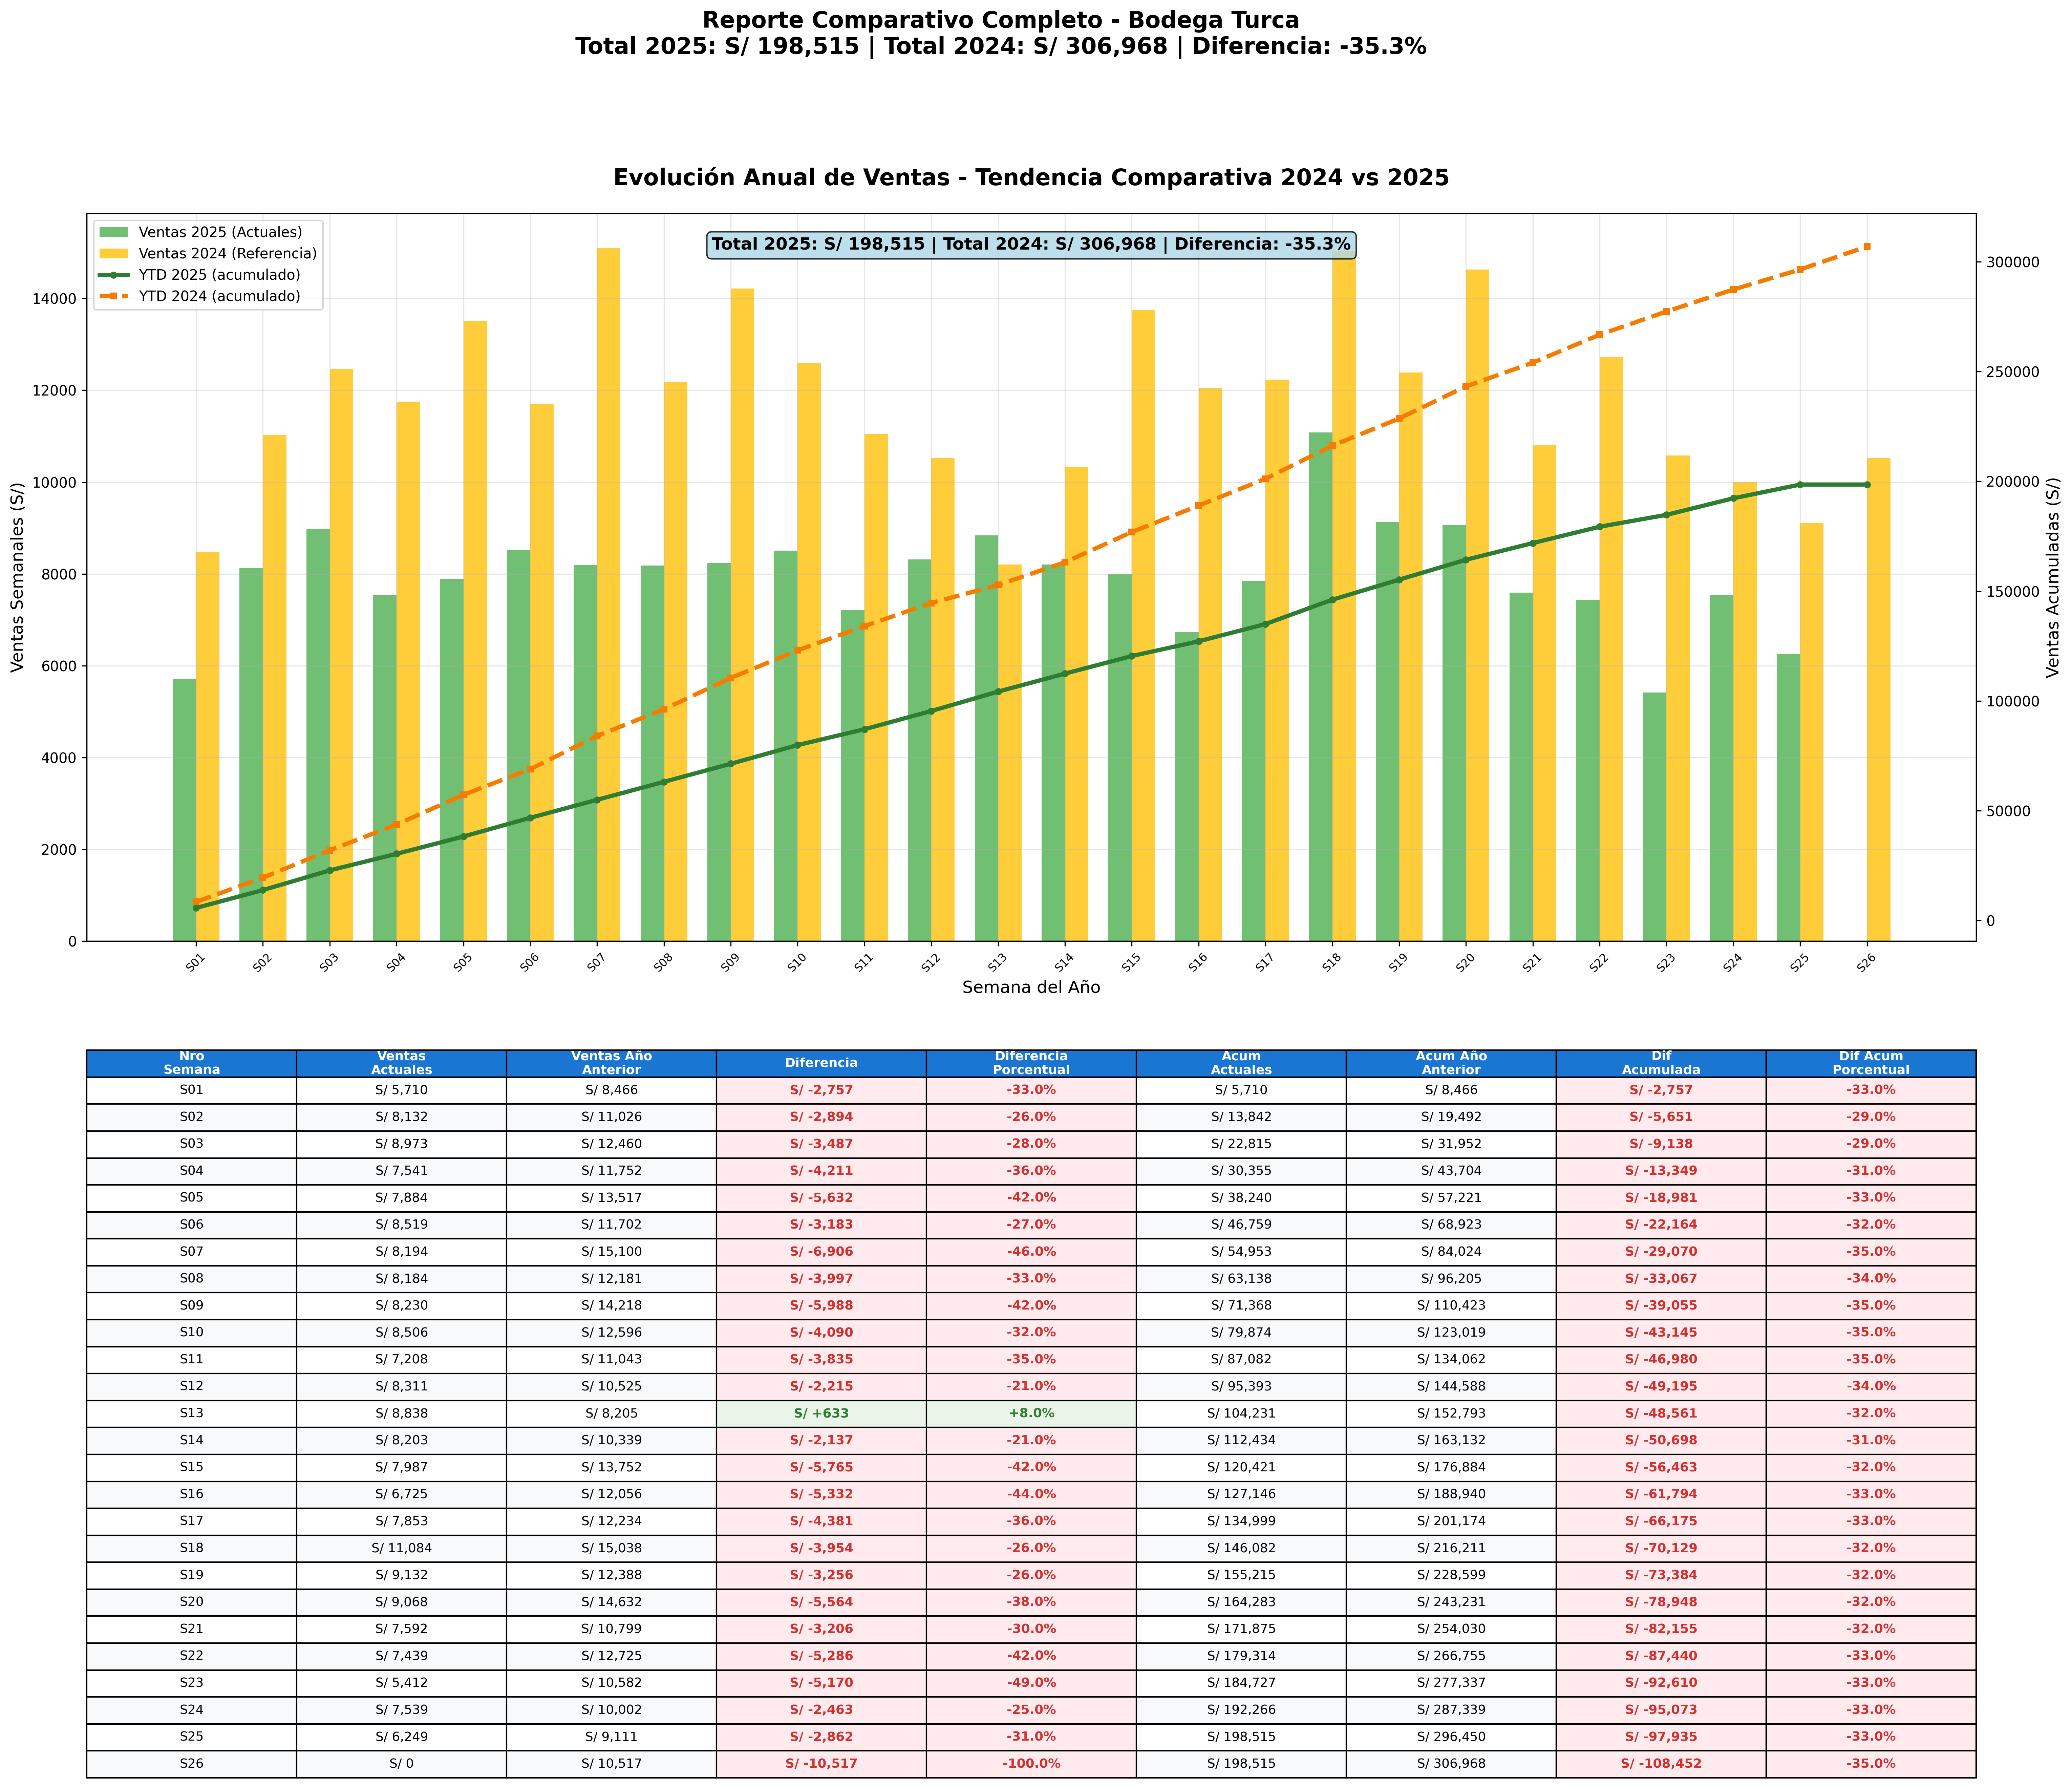 Reporte Comparativo Completo - Bodega Turca
Total 2025: S/ 198,515 | Total 2024: S/ 306,968 | Diferencia: -35.3%
Evolución Anual de Ventas - Tendencia Comparativa 2024 vs 2025
Ventas 2025 (Actuales)
Ventas 2024 (Referencia)
YTD 2025 (acumulado)
YTD 2024 (acumulado)
Total 2025: S/ 198,515 | Total 2024: S/ 306,968 | Diferencia: -35.3%
Ventas Semanales (S/)
14000
12000
10000
8000
6000
4000
2000
0
300000
250000
200000
150000
100000
50000
0
Ventas Acumuladas (S/)
S01 S02 S03 S04 S05 S06 S07 S08 S09 S10 S11 S12 S13 S14 S15 S16 S17 S18 S19 S20 S21 S22 S23 S24 S25 S26
Semana del Año
Nro Semana Ventas Actuales Ventas Año Anterior Diferencia Diferencia Porcentual Acum Actuales Acum Año Anterior Dif Acumulada Dif Acum Porcentual
S01 S/ 5,710 S/ 8,466 S/ -2,757 -33.0% S/ 5,710 S/ 8,466 S/ -2,757 -33.0%
S02 S/ 8,132 S/ 11,026 S/ -2,894 -26.0% S/ 13,842 S/ 19,492 S/ -5,651 -29.0%
S03 S/ 8,973 S/ 12,460 S/ -3,487 -28.0% S/ 22,815 S/ 31,952 S/ -9,138 -29.0%
S04 S/ 7,541 S/ 11,752 S/ -4,211 -36.0% S/ 30,355 S/ 43,704 S/ -13,349 -31.0%
S05 S/ 7,884 S/ 13,517 S/ -5,632 -42.0% S/ 38,240 S/ 57,221 S/ -18,981 -33.0%
S06 S/ 8,519 S/ 11,702 S/ -3,183 -27.0% S/ 46,759 S/ 68,923 S/ -22,164 -32.0%
S07 S/ 8,194 S/ 15,100 S/ -6,906 -46.0% S/ 54,953 S/ 84,024 S/ -29,070 -35.0%
S08 S/ 8,184 S/ 12,181 S/ -3,997 -33.0% S/ 63,138 S/ 96,205 S/ -33,067 -34.0%
S09 S/ 8,230 S/ 14,218 S/ -5,988 -42.0% S/ 71,368 S/ 110,423 S/ -39,055 -35.0%
S10 S/ 8,506 S/ 12,596 S/ -4,090 -32.0% S/ 79,874 S/ 123,019 S/ -43,145 -35.0%
S11 S/ 7,208 S/ 11,043 S/ -3,835 -35.0% S/ 87,082 S/ 134,062 S/ -46,980 -35.0%
S12 S/ 8,311 S/ 10,525 S/ -2,215 -21.0% S/ 95,393 S/ 144,588 S/ -49,195 -34.0%
S13 S/ 8,838 S/ 8,205 S/ +633 +8.0% S/ 104,231 S/ 152,793 S/ -48,561 -32.0%
S14 S/ 8,203 S/ 10,339 S/ -2,137 -21.0% S/ 112,434 S/ 163,132 S/ -50,698 -31.0%
S15 S/ 7,987 S/ 13,752 S/ -5,765 -42.0% S/ 120,421 S/ 176,884 S/ -56,463 -32.0%
S16 S/ 6,725 S/ 12,056 S/ -5,332 -44.0% S/ 127,146 S/ 188,940 S/ -61,794 -33.0%
S17 S/ 7,853 S/ 12,234 S/ -4,381 -36.0% S/ 134,999 S/ 201,174 S/ -66,175 -33.0%
S18 S/ 11,084 S/ 15,038 S/ -3,954 -26.0% S/ 146,082 S/ 216,211 S/ -70,129 -32.0%
S19 S/ 9,132 S/ 12,388 S/ -3,256 -26.0% S/ 155,215 S/ 228,599 S/ -73,384 -32.0%
S20 S/ 9,068 S/ 14,632 S/ -5,564 -38.0% S/ 164,283 S/ 243,231 S/ -78,948 -32.0%
S21 S/ 7,592 S/ 10,799 S/ -3,206 -30.0% S/ 171,875 S/ 254,030 S/ -82,155 -32.0%
S22 S/ 7,439 S/ 12,725 S/ -5,286 -42.0% S/ 179,314 S/ 266,755 S/ -87,440 -33.0%
S23 S/ 5,412 S/ 10,582 S/ -5,170 -49.0% S/ 184,727 S/ 277,337 S/ -92,610 -33.0%
S24 S/ 7,539 S/ 10,002 S/ -2,463 -25.0% S/ 192,266 S/ 287,339 S/ -95,073 -33.0%
S25 S/ 6,249 S/ 9,111 S/ -2,862 -31.0% S/ 198,515 S/ 296,450 S/ -97,935 -33.0%
S26 S/ 0 S/ 10,517 S/ -10,517 -100.0% S/ 198,515 S/ 306,968 S/ -108,452 -35.0%